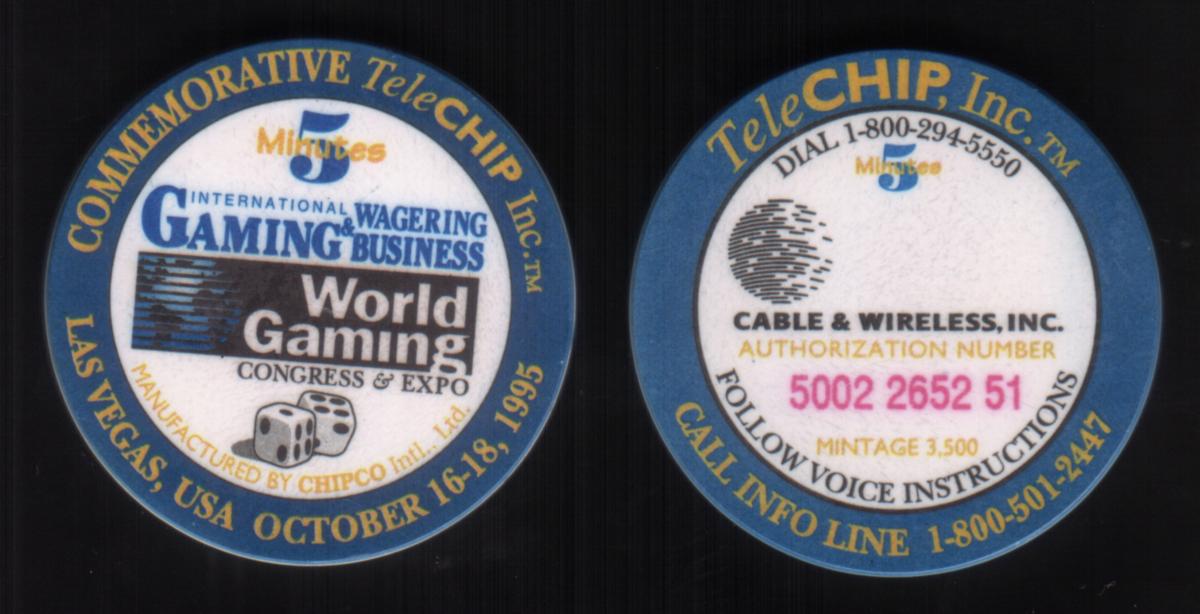 COMMEMORATIVE TeleCHIP Inc.™
5
Minutes
INTERNATIONAL
GAMING & WAGERING
BUSINESS
World
Gaming
CONGRESS & EXPO
MANUFACTURED BY CHIPCO Intl., Ltd.
LAS VEGAS, USA OCTOBER 16-18, 1995
TeleCHIP, Inc.™
DIAL 1-800-294-5550
5
Minutes
CABLE & WIRELESS, INC.
AUTHORIZATION NUMBER
5002 2652 51
MINTAGE 3,500
FOLLOW VOICE INSTRUCTIONS
CALL INFO LINE 1-800-501-2447